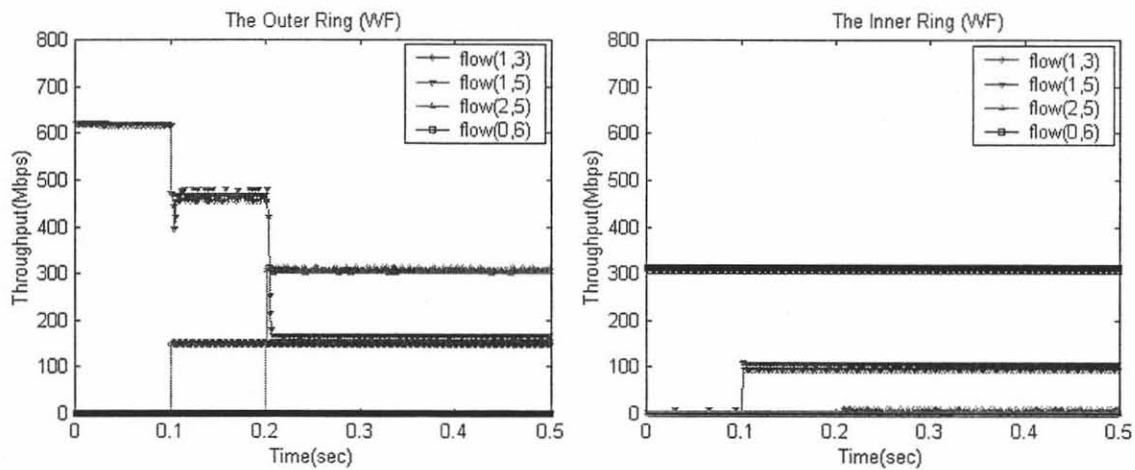 The Outer Ring (WF)
800
700
600
500
400
300
200
100
0
Throughput(Mbps)
flow(1,3)
flow(1,5)
flow(2,5)
flow(0,6)
0
0.1
0.2
0.3
0.4
0.5
Time(sec)
The Inner Ring (WF)
800
700
600
500
400
300
200
100
0
Throughput(Mbps)
flow(1,3)
flow(1,5)
flow(2,5)
flow(0,6)
0
0.1
0.2
0.3
0.4
0.5
Time(sec)